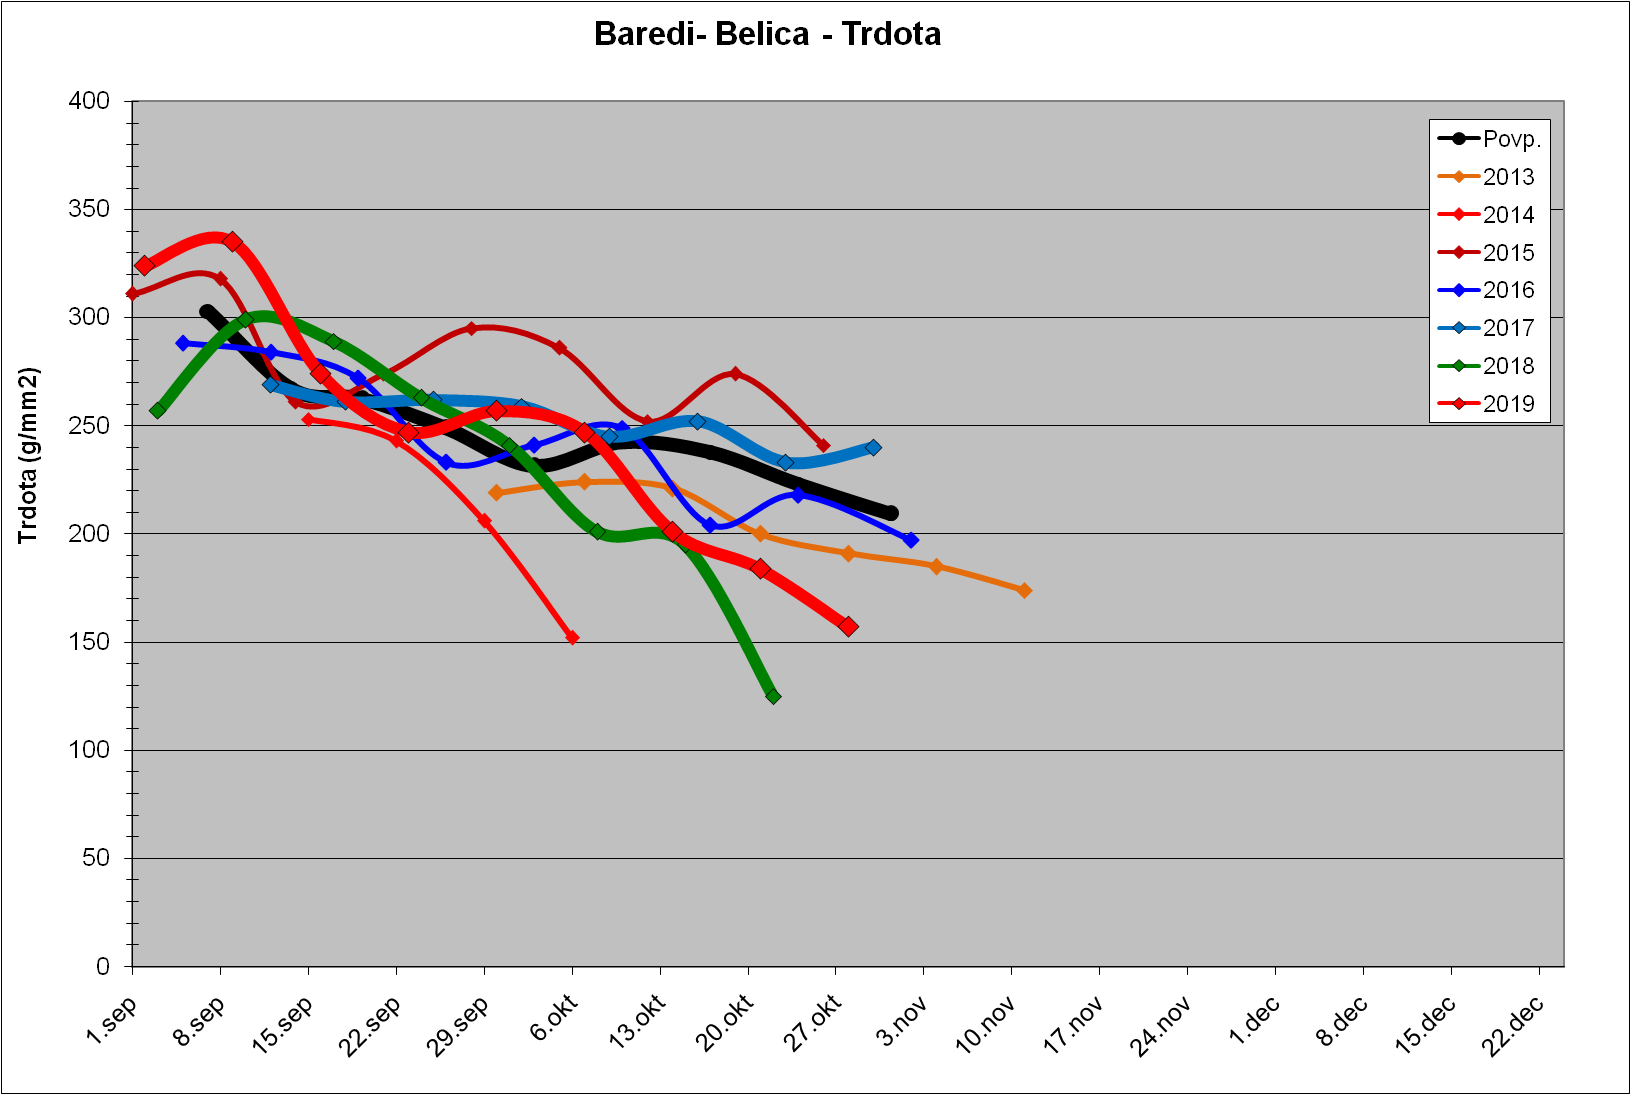 Baredi- Belica - Trdota
Trdota (g/mm2)
400
350
300
250
200
150
100
50
0
1.sep
8.sep
15.sep
22.sep
29.sep
6.okt
13.okt
20.okt
27.okt
3.nov
10.nov
17.nov
24.nov
1.dec
8.dec
15.dec
22.dec
Povp.
2013
2014
2015
2016
2017
2018
2019